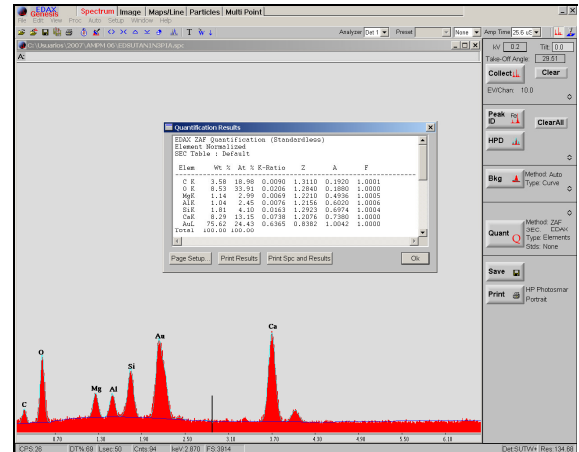 EDAX Genesis Spectrum Image Maps/Line Particles Multi Point
File Edit View Proc Auto Setup Window Help
T W ↓ Analyzer Det 1 Preset None Amp Time 25.6 uS
C:\Usuarios\2007\AMPM 06\EDSUTAN1N3P1A.spc
A:
kV 0.2 Tilt 0.0
Take-Off Angle: 29.51
Collect Clear
EV/Chan: 10.0
Peak ID ClearAll
HPD
Bkg Method: Auto
Type: Curve
Quant Method: ZAF
SEC: EDAX
Type: Elements
Stds: None
Save
Print HP Photosmar
Portrait
Quantification Results
EDAX ZAF Quantification (Standardless)
Element Normalized
SEC Table : Default
Elem Wt % At % K-Ratio Z A F
C K 3.58 18.98 0.0090 1.3110 0.1920 1.0001
O K 8.53 33.91 0.0206 1.2840 0.1880 1.0000
MgK 1.14 2.99 0.0069 1.2210 0.4936 1.0005
AlK 1.04 2.45 0.0076 1.2156 0.6020 1.0006
SiK 1.81 4.10 0.0163 1.2923 0.6974 1.0004
CaK 8.29 13.15 0.0738 1.2076 0.7380 1.0000
AuL 75.62 24.43 0.6365 0.8382 1.0042 1.0000
Total 100.00 100.00
Page Setup... Print Results Print Spc and Results Ok
Ca
Au
O
Si
Mg Al
C
0.70 1.30 1.90 2.50 3.10 3.70 4.30 4.90 5.50 6.10
CPS:26 DT%:69 Lsec:50 Cnts:94 keV:2.870 FS:3914 Det:SUTW+ Res:134.68